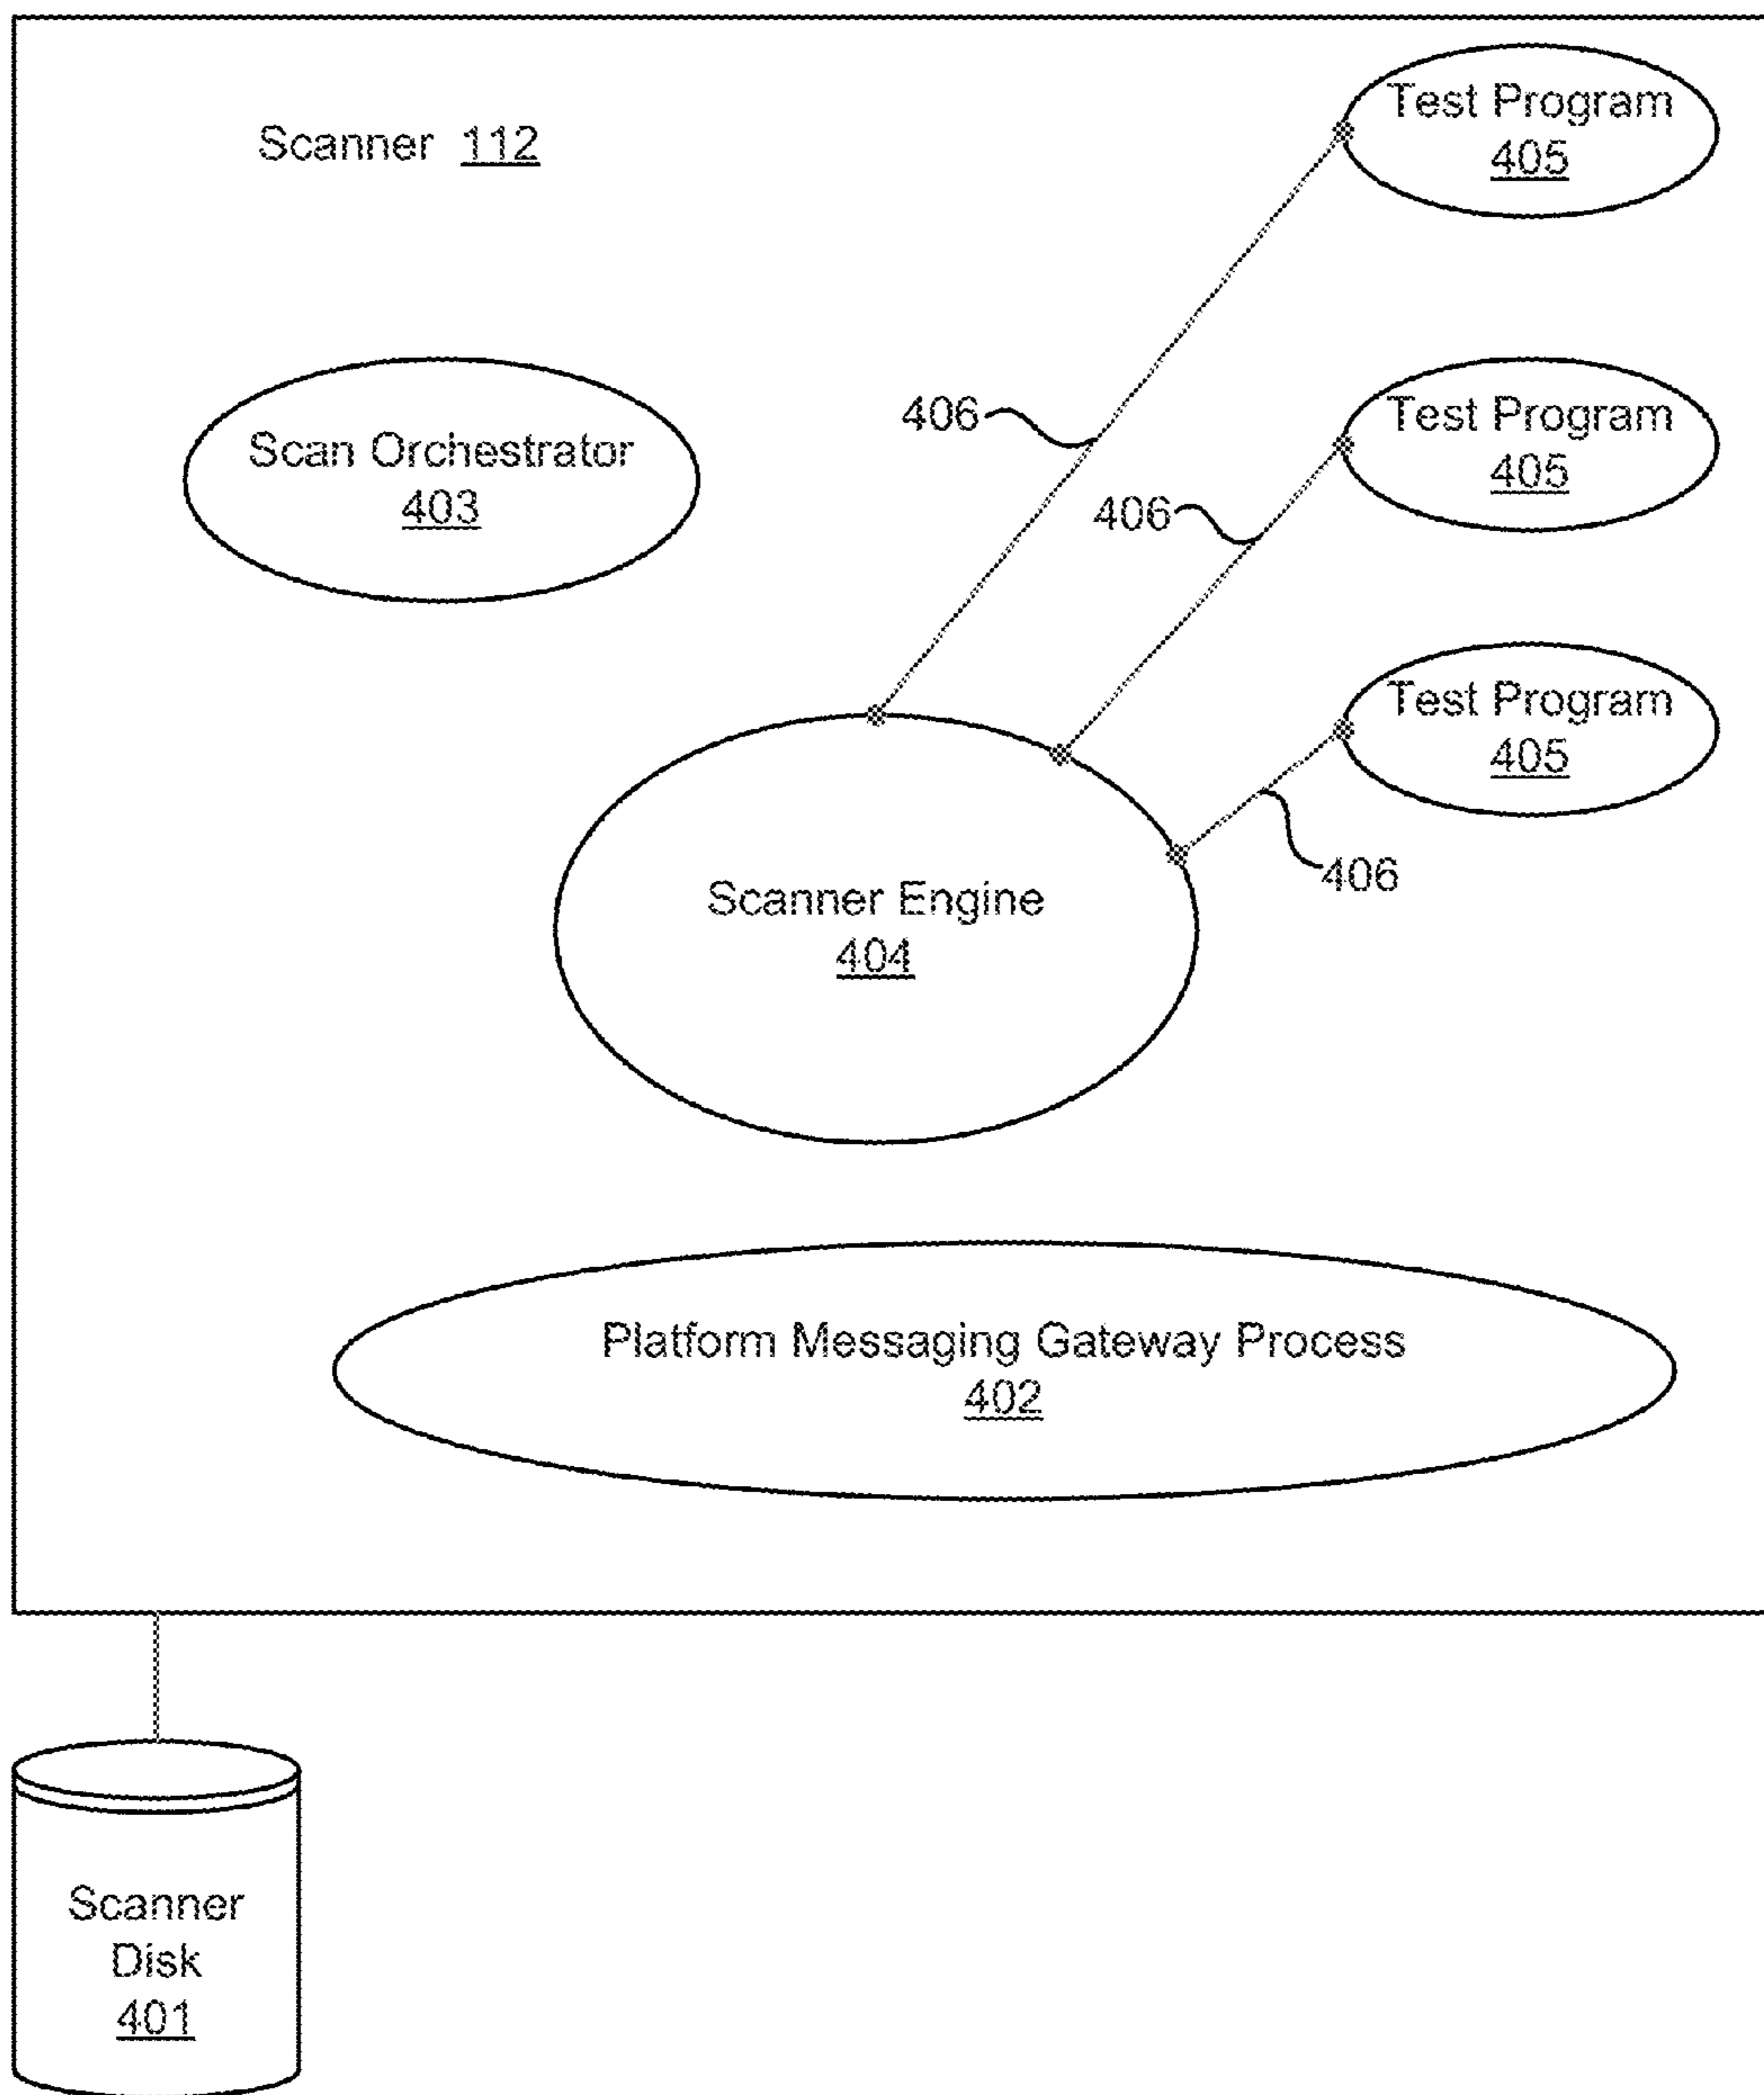 Scanner 112
Test Program
405
406
Test Program
405
Scan Orchestrator
403
406
Test Program
405
406
Scanner Engine
404
Platform Messaging Gateway Process
402
Scanner
Disk
401